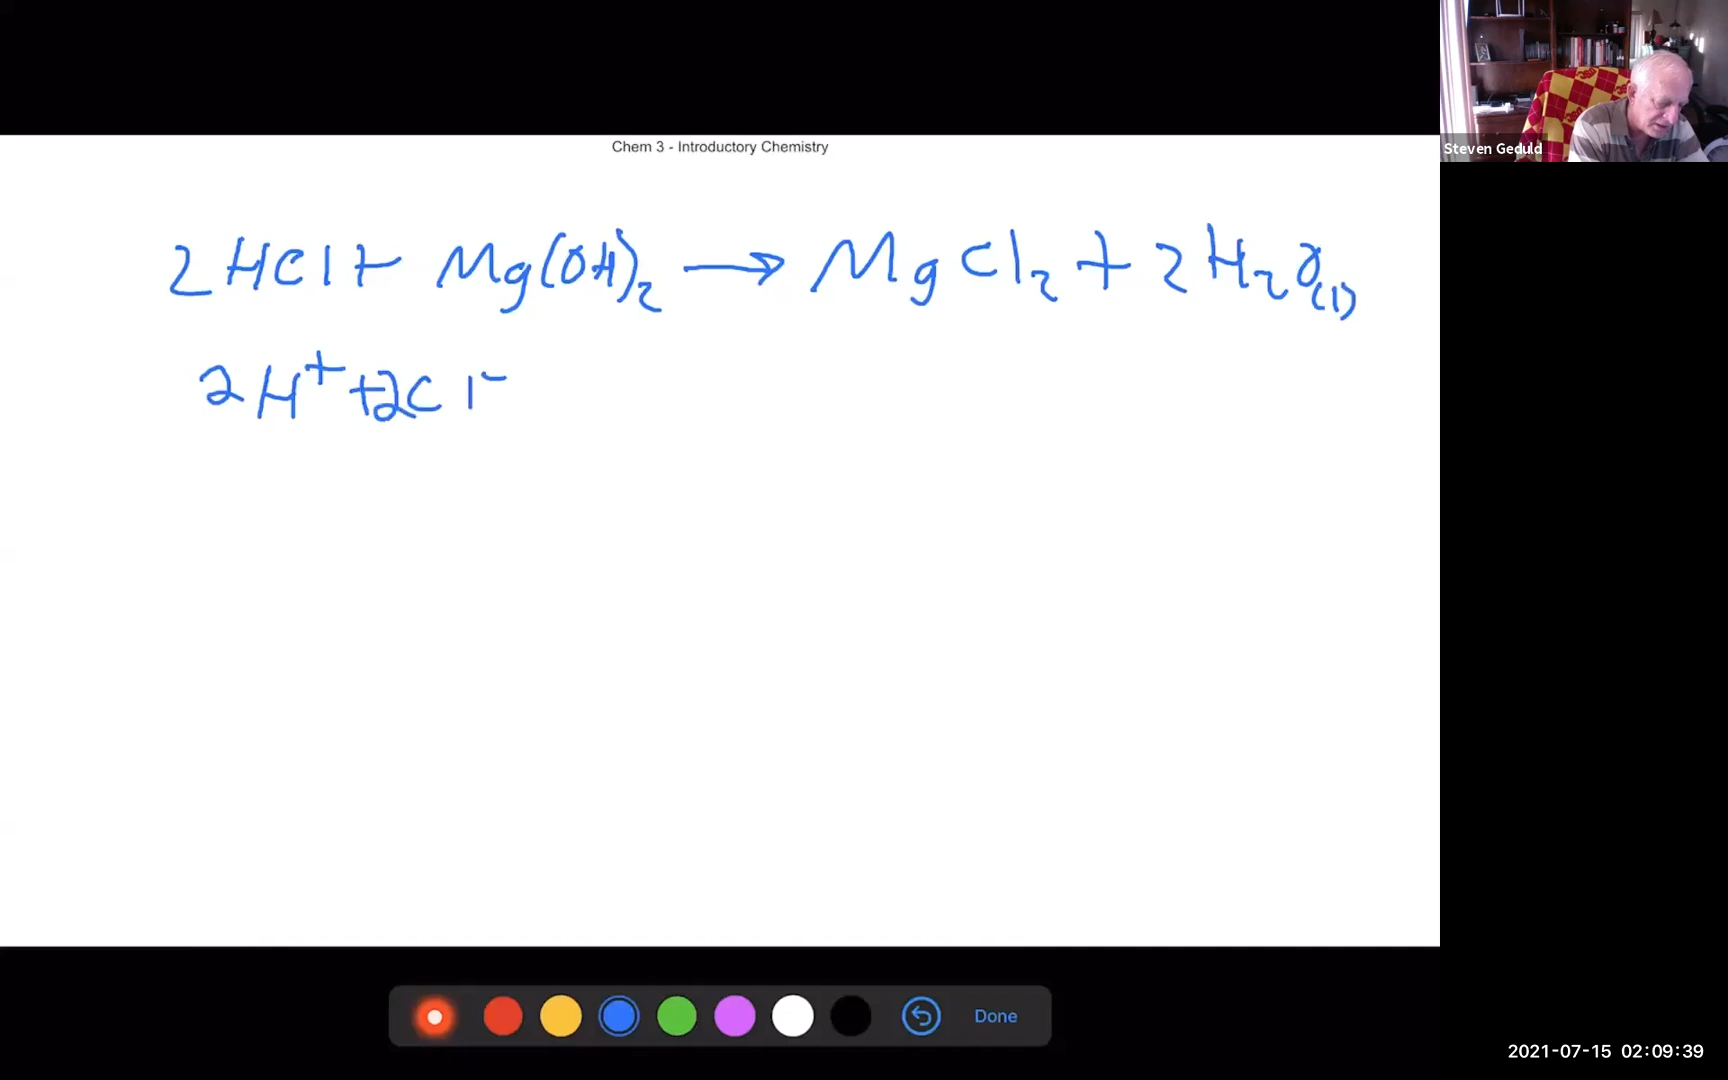 Chem 3 - Introductory Chemistry
Steven Geduld
2HCl + Mg(OH)₂ → MgCl₂ + 2H₂O₍l₎
2H⁺ + 2Cl⁻
Done
2021-07-15 02:09:39